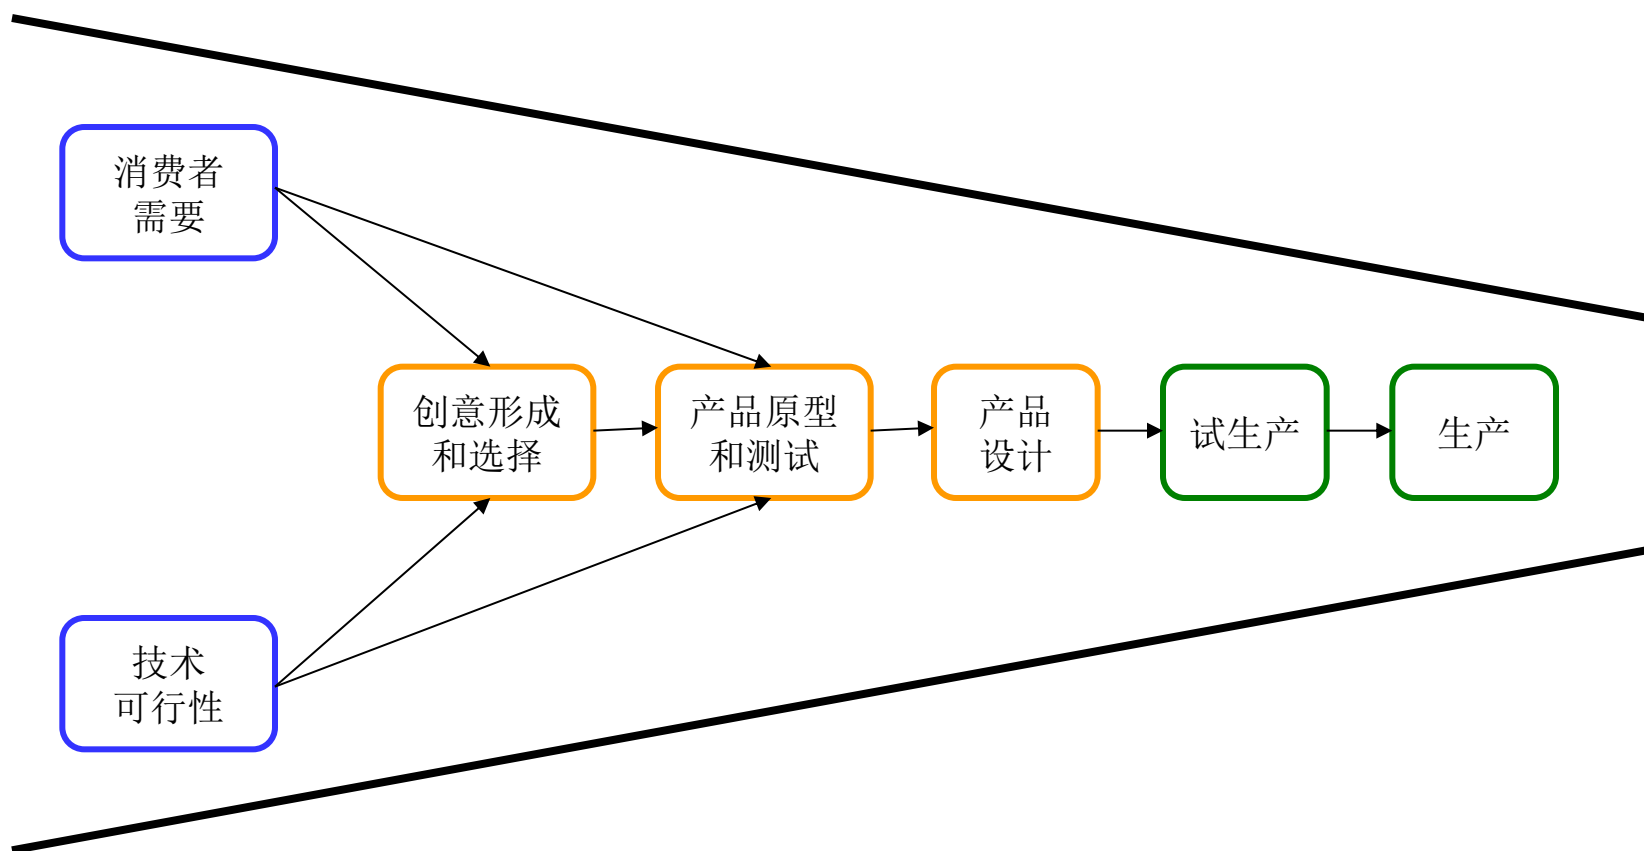 消费者
需要
创意形成
和选择
产品原型
和测试
产品
设计
试生产
生产
技术
可行性